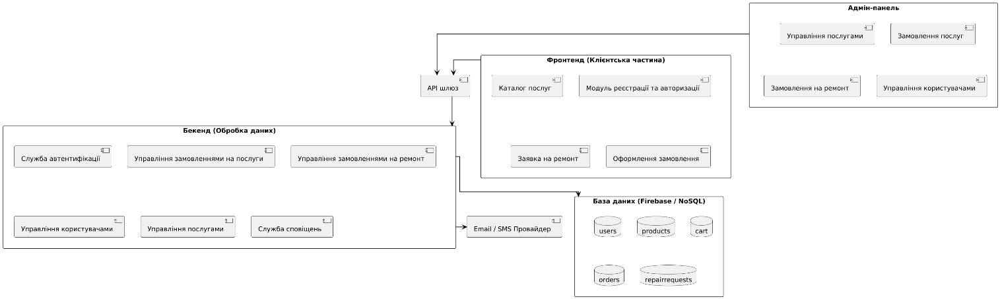 Адмін-панель
Управління послугами
Замовлення послуг
Замовлення на ремонт
Управління користувачами
Фронтенд (Клієнтська частина)
Каталог послуг
Модуль реєстрації та авторизації
Заявка на ремонт
Оформлення замовлення
API шлюз
Бекенд (Обробка даних)
Служба автентифікації
Управління замовленнями на послуги
Управління замовленнями на ремонт
Управління користувачами
Управління послугами
Служба сповіщень
Email / SMS Провайдер
База даних (Firebase / NoSQL)
users
products
cart
orders
repairrequests